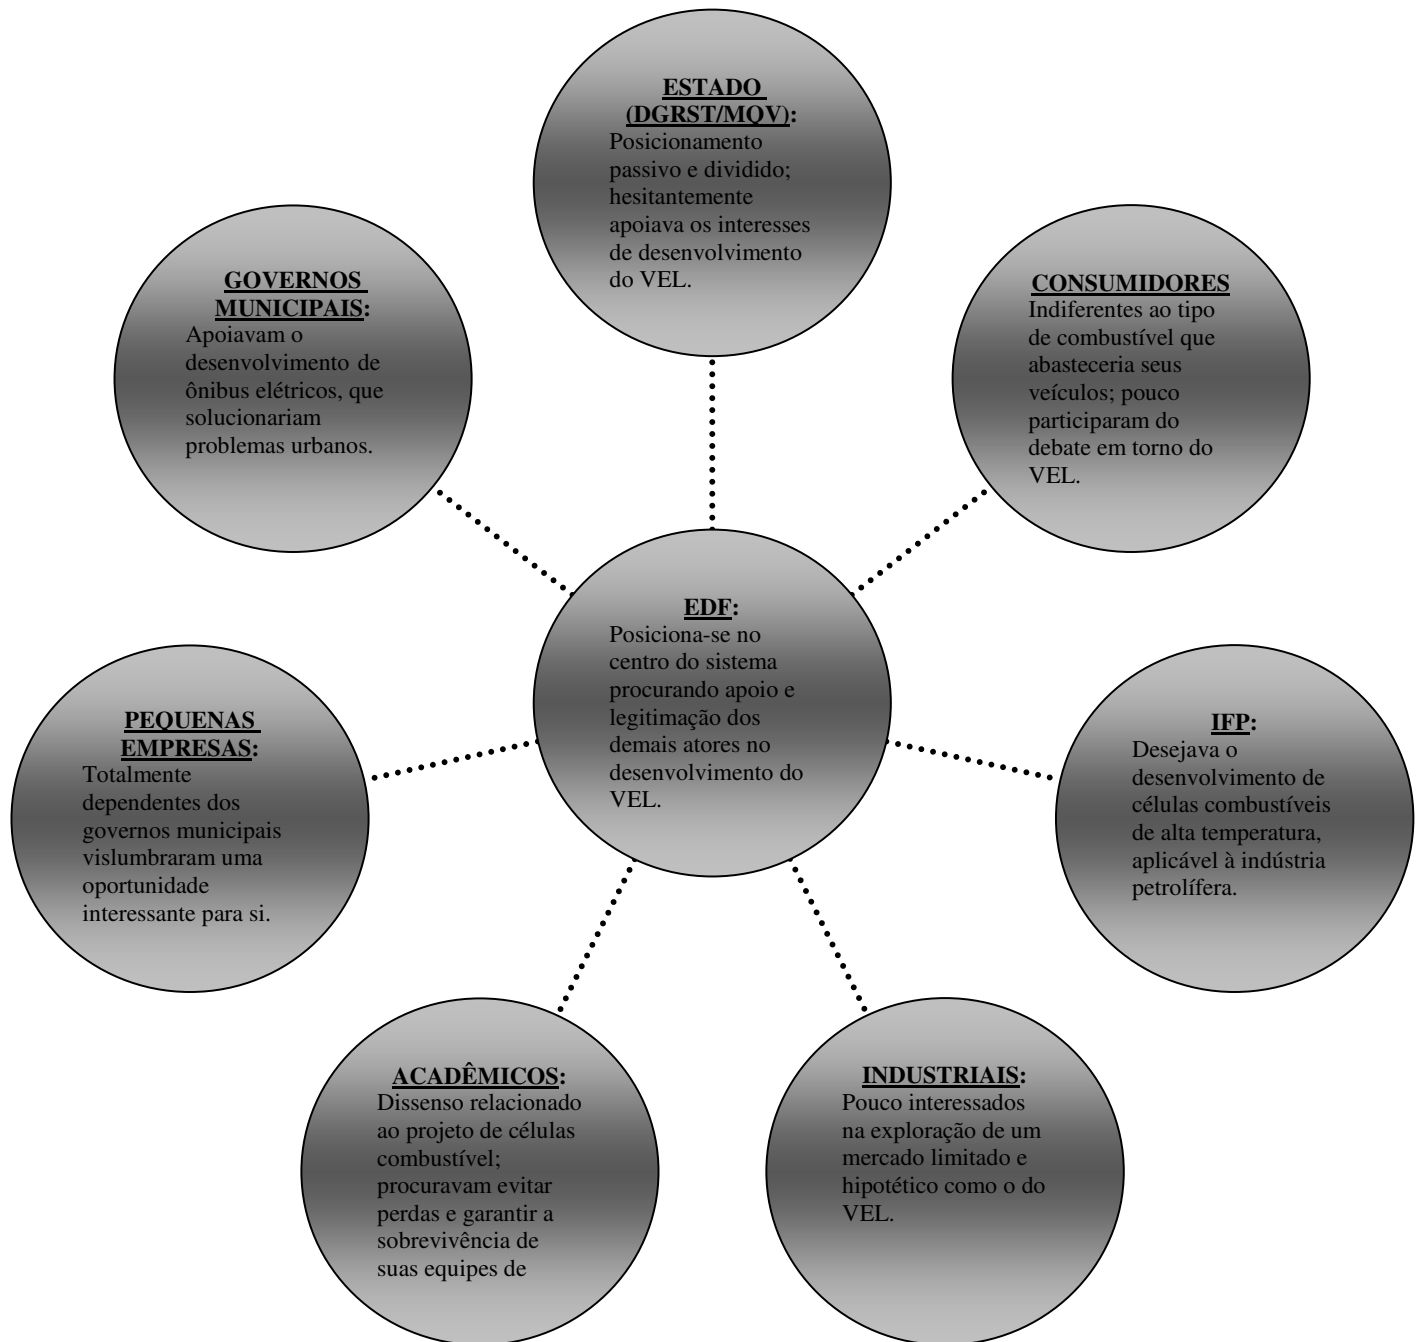 ESTADO
(DGRST/MQV):
Posicionamento
passivo e dividido;
hesitantemente
apoiava os interesses
de desenvolvimento
do VEL.
GOVERNOS
MUNICIPAIS:
Apoiavam o
desenvolvimento de
ônibus elétricos, que
solucionariam
problemas urbanos.
CONSUMIDORES
Indiferentes ao tipo
de combustível que
abasteceria seus
veículos; pouco
participaram do
debate em torno do
VEL.
EDF:
Posiciona-se no
centro do sistema
procurando apoio e
legitimação dos
demais atores no
desenvolvimento do
VEL.
PEQUENAS
EMPRESAS:
Totalmente
dependentes dos
governos municipais
vislumbraram uma
oportunidade
interessante para si.
IFP:
Desejava o
desenvolvimento de
células combustíveis
de alta temperatura,
aplicável à indústria
petrolífera.
ACADÊMICOS:
Dissenso relacionado
ao projeto de células
combustível;
procuravam evitar
perdas e garantir a
sobrevivência de
suas equipes de
INDUSTRIAIS:
Pouco interessados
na exploração de um
mercado limitado e
hipotético como o do
VEL.